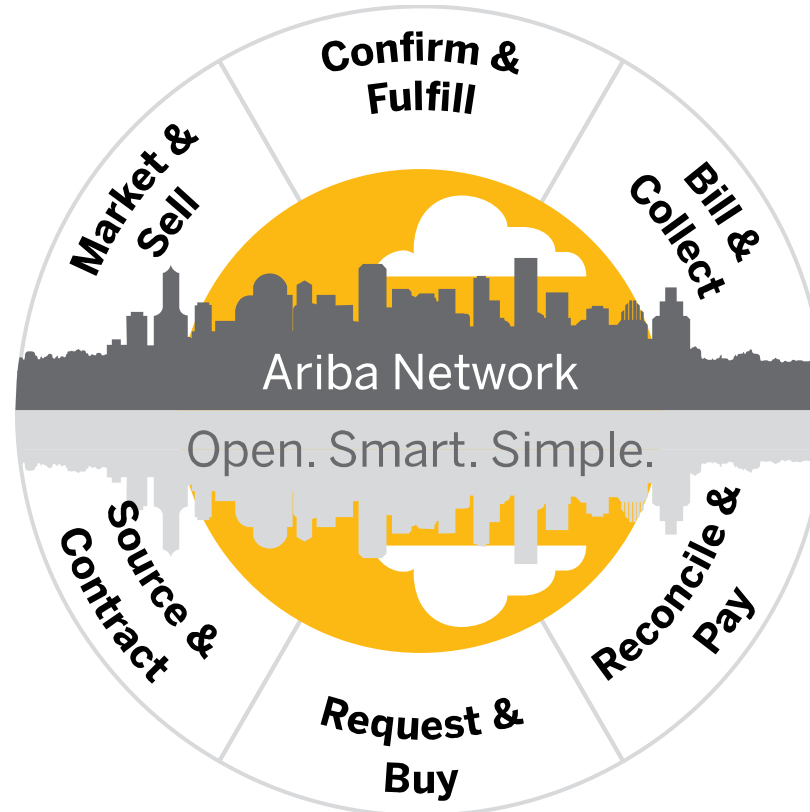 Confirm &
Fulfill
Market &
Sell
Bill &
Collect
Ariba Network
Open. Smart. Simple.
Source &
Contract
Reconcile &
Pay
Request &
Buy